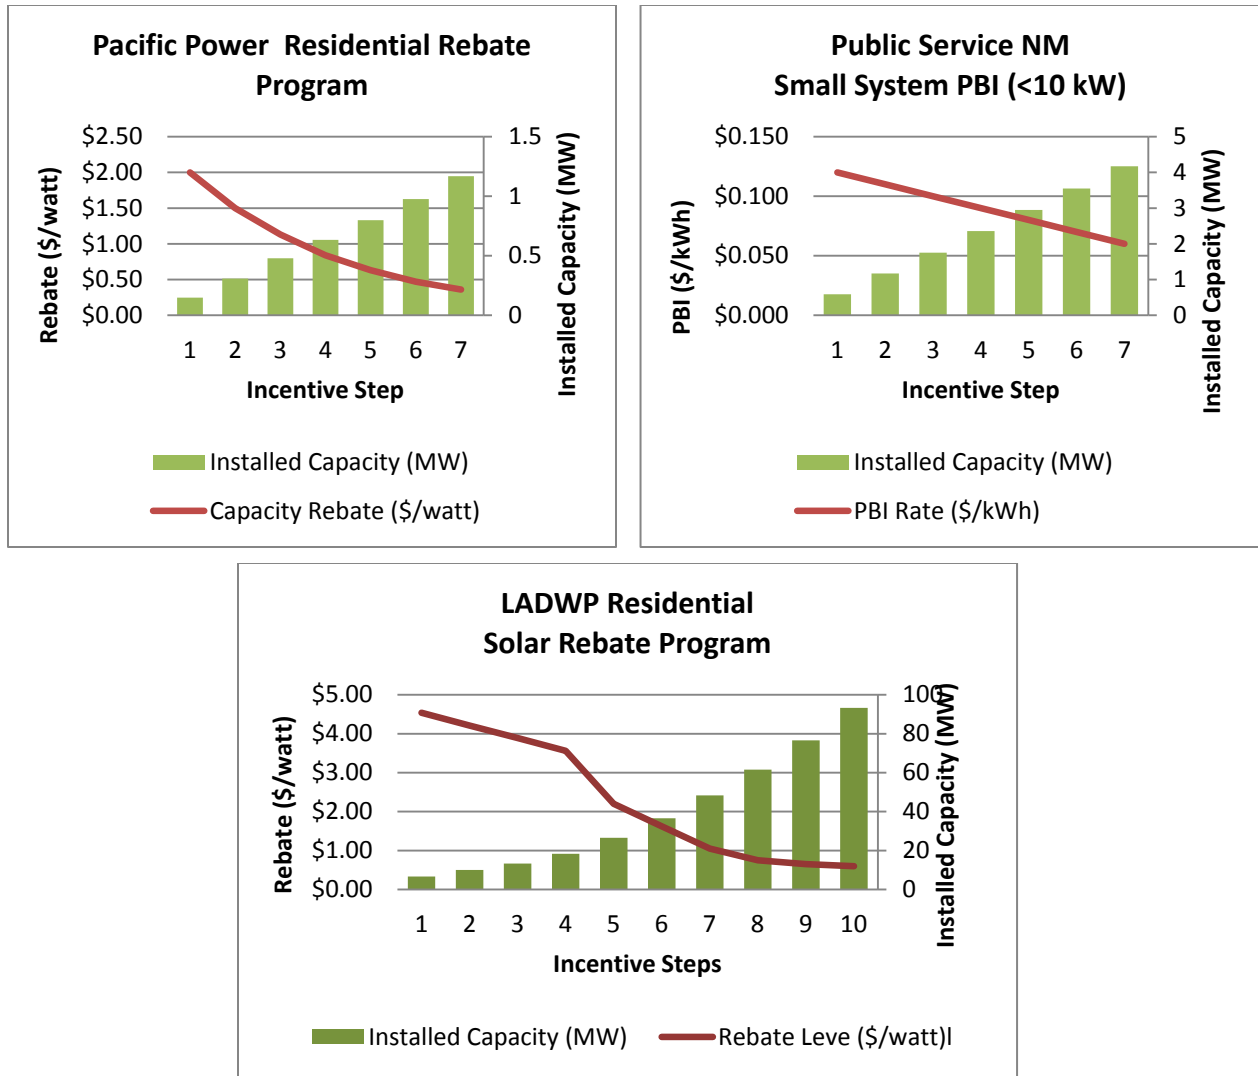 Pacific Power  Residential Rebate
Program
Rebate ($/watt)
$2.50
$2.00
$1.50
$1.00
$0.50
$0.00
1.5
1
0.5
0
Installed Capacity (MW)
1 2 3 4 5 6 7
Incentive Step
Installed Capacity (MW)
Capacity Rebate ($/watt)
Public Service NM
Small System PBI (<10 kW)
PBI ($/kWh)
$0.150
$0.100
$0.050
$0.000
5
4
3
2
1
0
Installed Capacity (MW)
1 2 3 4 5 6 7
Incentive Step
Installed Capacity (MW)
PBI Rate ($/kWh)
LADWP Residential
Solar Rebate Program
Rebate ($/watt)
$5.00
$4.00
$3.00
$2.00
$1.00
$0.00
100
80
60
40
20
0
Installed Capacity (MW)
1 2 3 4 5 6 7 8 9 10
Incentive Steps
Installed Capacity (MW) Rebate Leve ($/watt)l